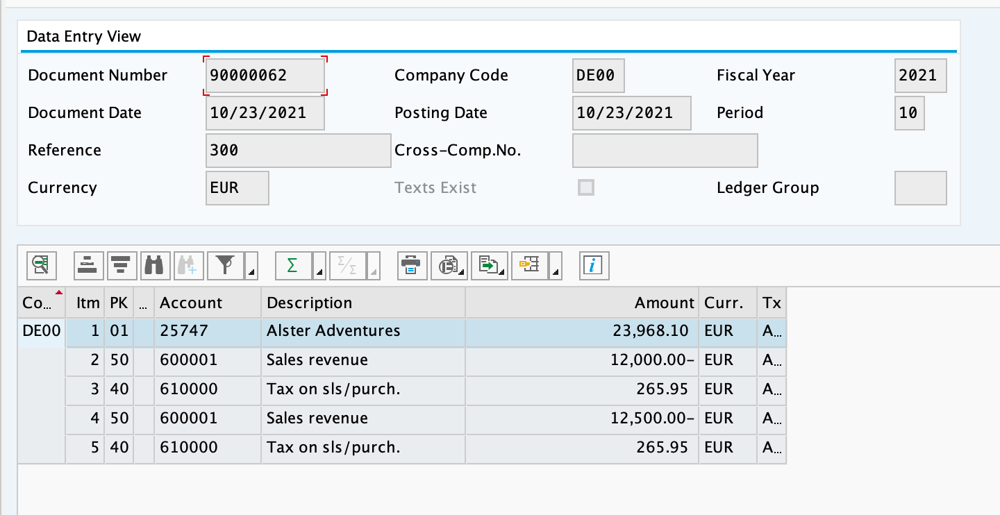 Data Entry View
Document Number 90000062 Company Code DE00 Fiscal Year 2021
Document Date 10/23/2021 Posting Date 10/23/2021 Period 10
Reference 300 Cross-Comp.No.
Currency EUR Texts Exist Ledger Group
Co... Itm PK ... Account Description Amount Curr. Tx
DE00 1 01 25747 Alster Adventures 23,968.10 EUR A...
2 50 600001 Sales revenue 12,000.00- EUR A...
3 40 610000 Tax on sls/purch. 265.95 EUR A...
4 50 600001 Sales revenue 12,500.00- EUR A...
5 40 610000 Tax on sls/purch. 265.95 EUR A...